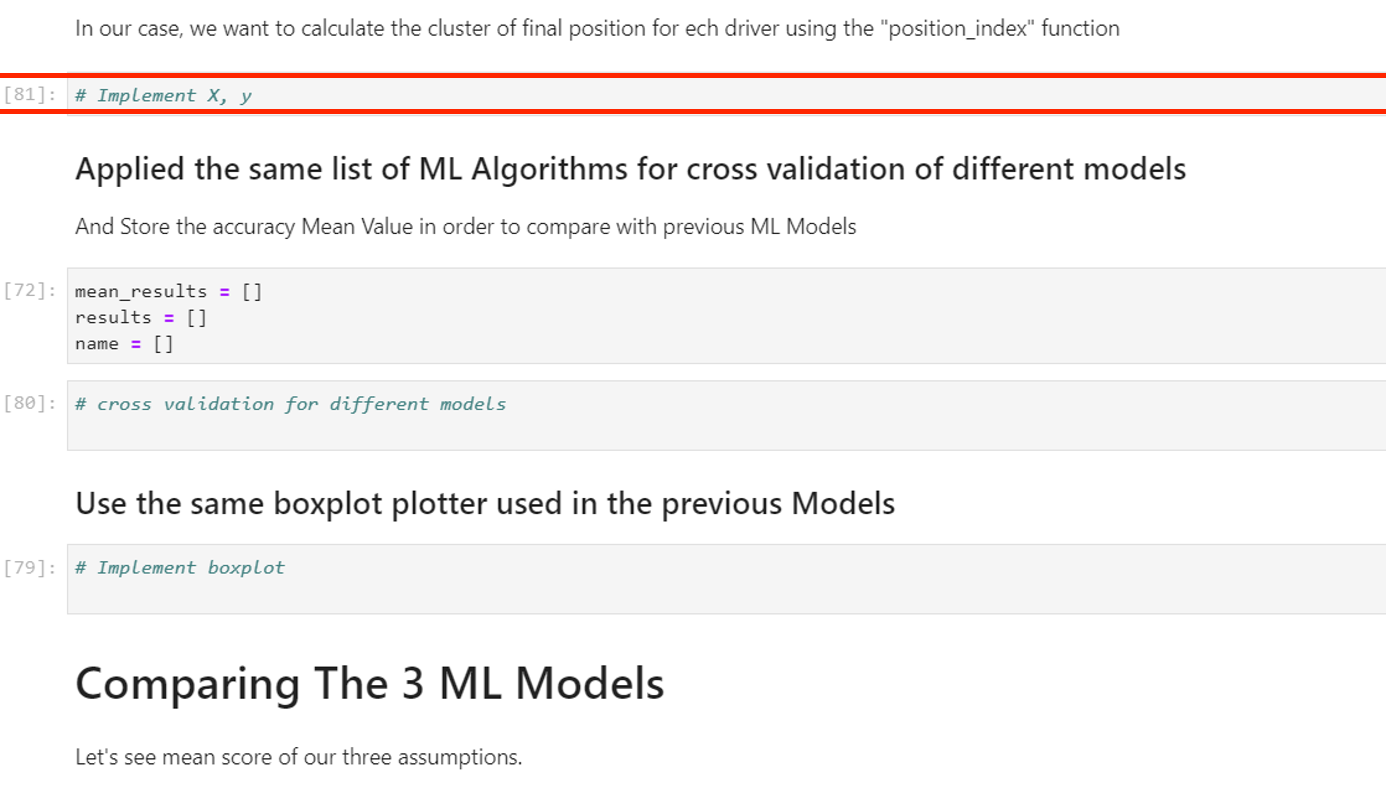 In our case, we want to calculate the cluster of final position for ech driver using the "position_index" function
[81]: # Implement X, y
Applied the same list of ML Algorithms for cross validation of different models
And Store the accuracy Mean Value in order to compare with previous ML Models
[72]: mean_results = []
results = []
name = []
[80]: # cross validation for different models
Use the same boxplot plotter used in the previous Models
[79]: # Implement boxplot
Comparing The 3 ML Models
Let's see mean score of our three assumptions.